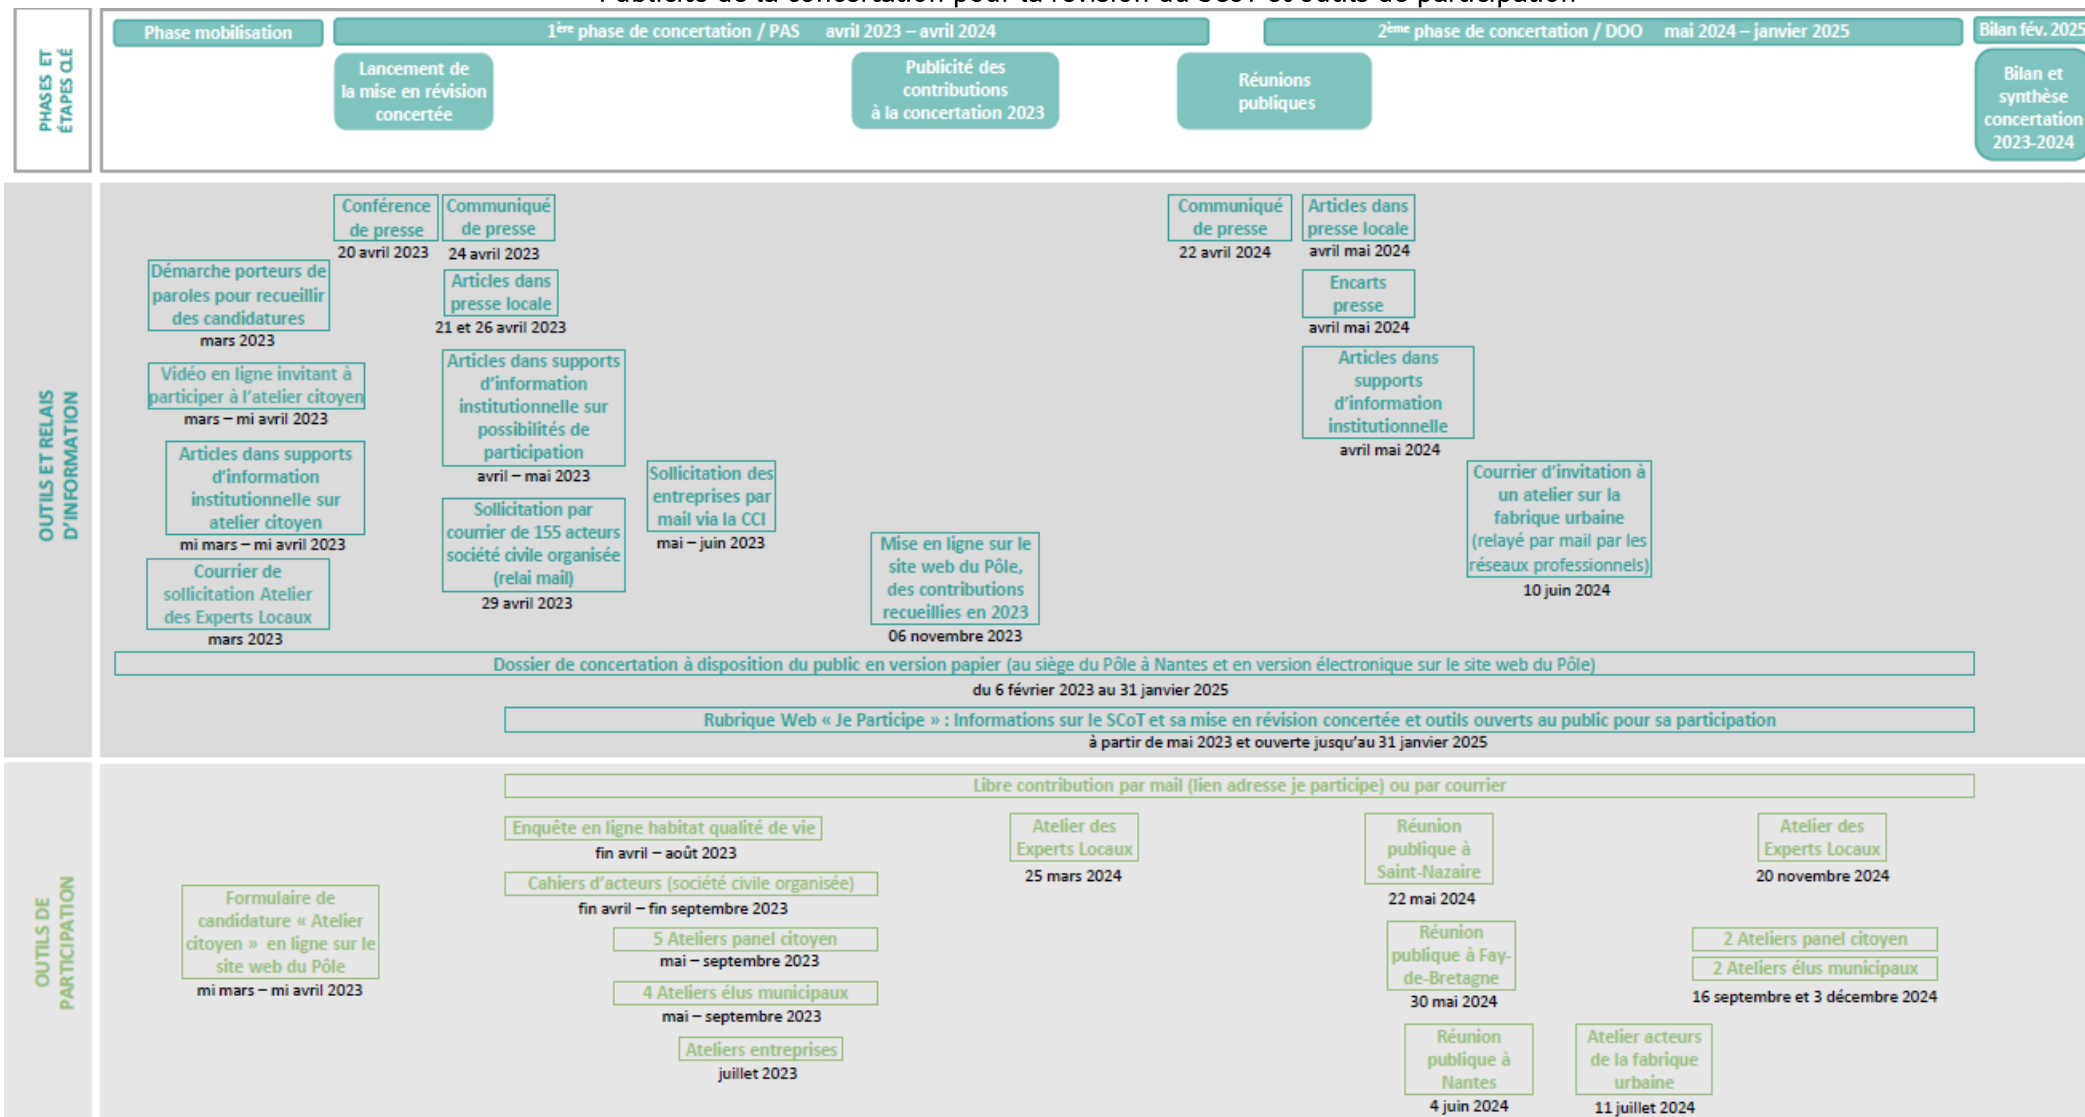 Publicité de la concertation pour la révision du SCoT et outils de participation
PHASES ET
ÉTAPES CLÉ
Phase mobilisation
1ère phase de concertation / PAS avril 2023 – avril 2024
2ème phase de concertation / DOO mai 2024 – janvier 2025
Bilan fév. 2025
Lancement de
la mise en révision
concertée
Publicité des
contributions
à la concertation 2023
Réunions
publiques
Bilan et
synthèse
concertation
2023-2024
OUTILS ET RELAIS
D'INFORMATION
Démarche porteurs de
paroles pour recueillir
des candidatures
mars 2023
Vidéo en ligne invitant à
participer à l'atelier citoyen
mars – mi avril 2023
Articles dans supports
d'information
institutionnelle sur
atelier citoyen
mi mars – mi avril 2023
Courrier de
sollicitation Atelier
des Experts Locaux
mars 2023
Conférence
de presse
20 avril 2023
Communiqué
de presse
24 avril 2023
Articles dans
presse locale
21 et 26 avril 2023
Articles dans supports
d'information
institutionnelle sur
possibilités de
participation
avril – mai 2023
Sollicitation par
courrier de 155 acteurs
société civile organisée
(relai mail)
29 avril 2023
Sollicitation des
entreprises par
mail via la CCI
mai – juin 2023
Mise en ligne sur le
site web du Pôle,
des contributions
recueillies en 2023
06 novembre 2023
Communiqué
de presse
22 avril 2024
Articles dans
presse locale
avril mai 2024
Encarts
presse
avril mai 2024
Articles dans
supports
d'information
institutionnelle
avril mai 2024
Courrier d'invitation à
un atelier sur la
fabrique urbaine
(relayé par mail par les
réseaux professionnels)
10 juin 2024
Dossier de concertation à disposition du public en version papier (au siège du Pôle à Nantes et en version électronique sur le site web du Pôle)
du 6 février 2023 au 31 janvier 2025
Rubrique Web « Je Participe » : Informations sur le SCoT et sa mise en révision concertée et outils ouverts au public pour sa participation
à partir de mai 2023 et ouverte jusqu'au 31 janvier 2025
OUTILS DE
PARTICIPATION
Libre contribution par mail (lien adresse je participe) ou par courrier
Formulaire de
candidature « Atelier
citoyen » en ligne sur le
site web du Pôle
mi mars – mi avril 2023
Enquête en ligne habitat qualité de vie
fin avril – août 2023
Cahiers d'acteurs (société civile organisée)
fin avril – fin septembre 2023
5 Ateliers panel citoyen
mai – septembre 2023
4 Ateliers élus municipaux
mai – septembre 2023
Ateliers entreprises
juillet 2023
Atelier des
Experts Locaux
25 mars 2024
Réunion
publique à
Saint-Nazaire
22 mai 2024
Réunion
publique à Fay-
de-Bretagne
30 mai 2024
Réunion
publique à
Nantes
4 juin 2024
Atelier acteurs
de la fabrique
urbaine
11 juillet 2024
Atelier des
Experts Locaux
20 novembre 2024
2 Ateliers panel citoyen
2 Ateliers élus municipaux
16 septembre et 3 décembre 2024